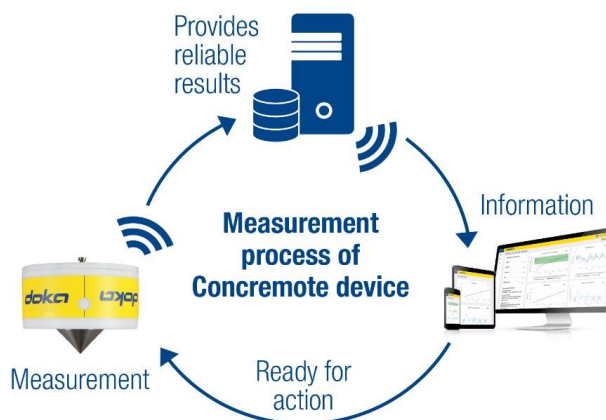 Provides
reliable
results
Information
Measurement
process of
Concremote device
doka
doka
Measurement
Ready for
action